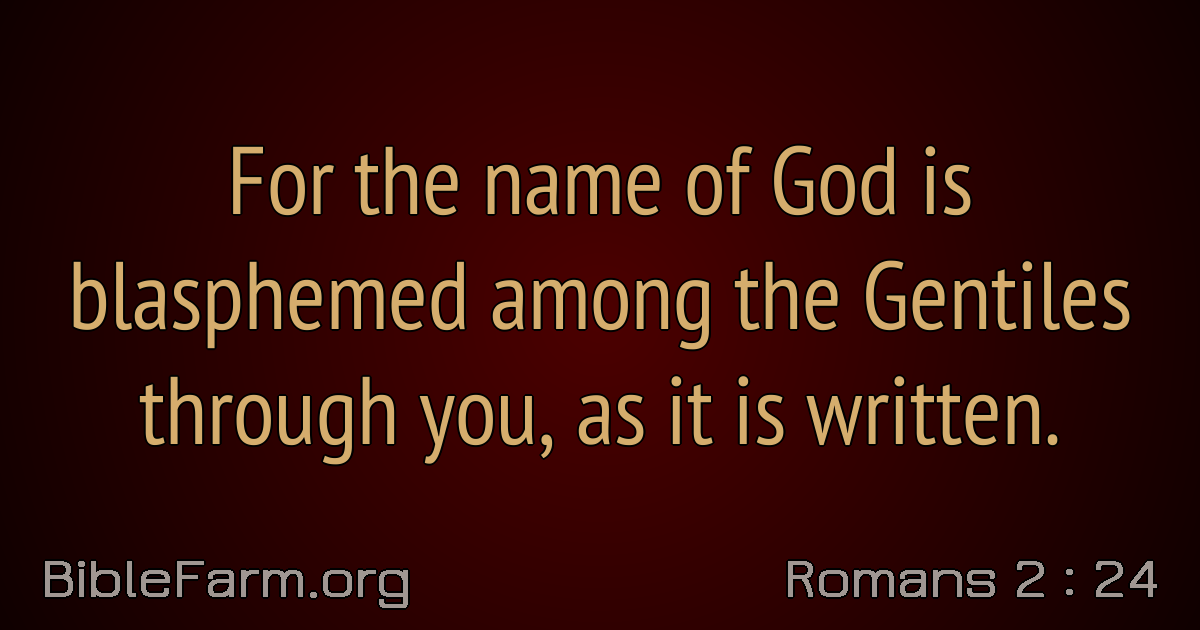 For the name of God is
blasphemed among the Gentiles
through you, as it is written.
BibleFarm.org
Romans 2 : 24